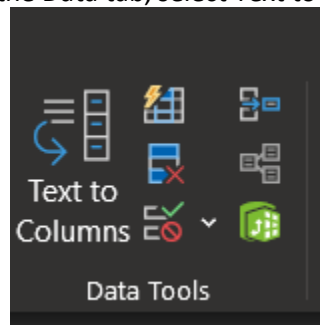 the Data tab, select Text to
Text to
Columns
Data Tools